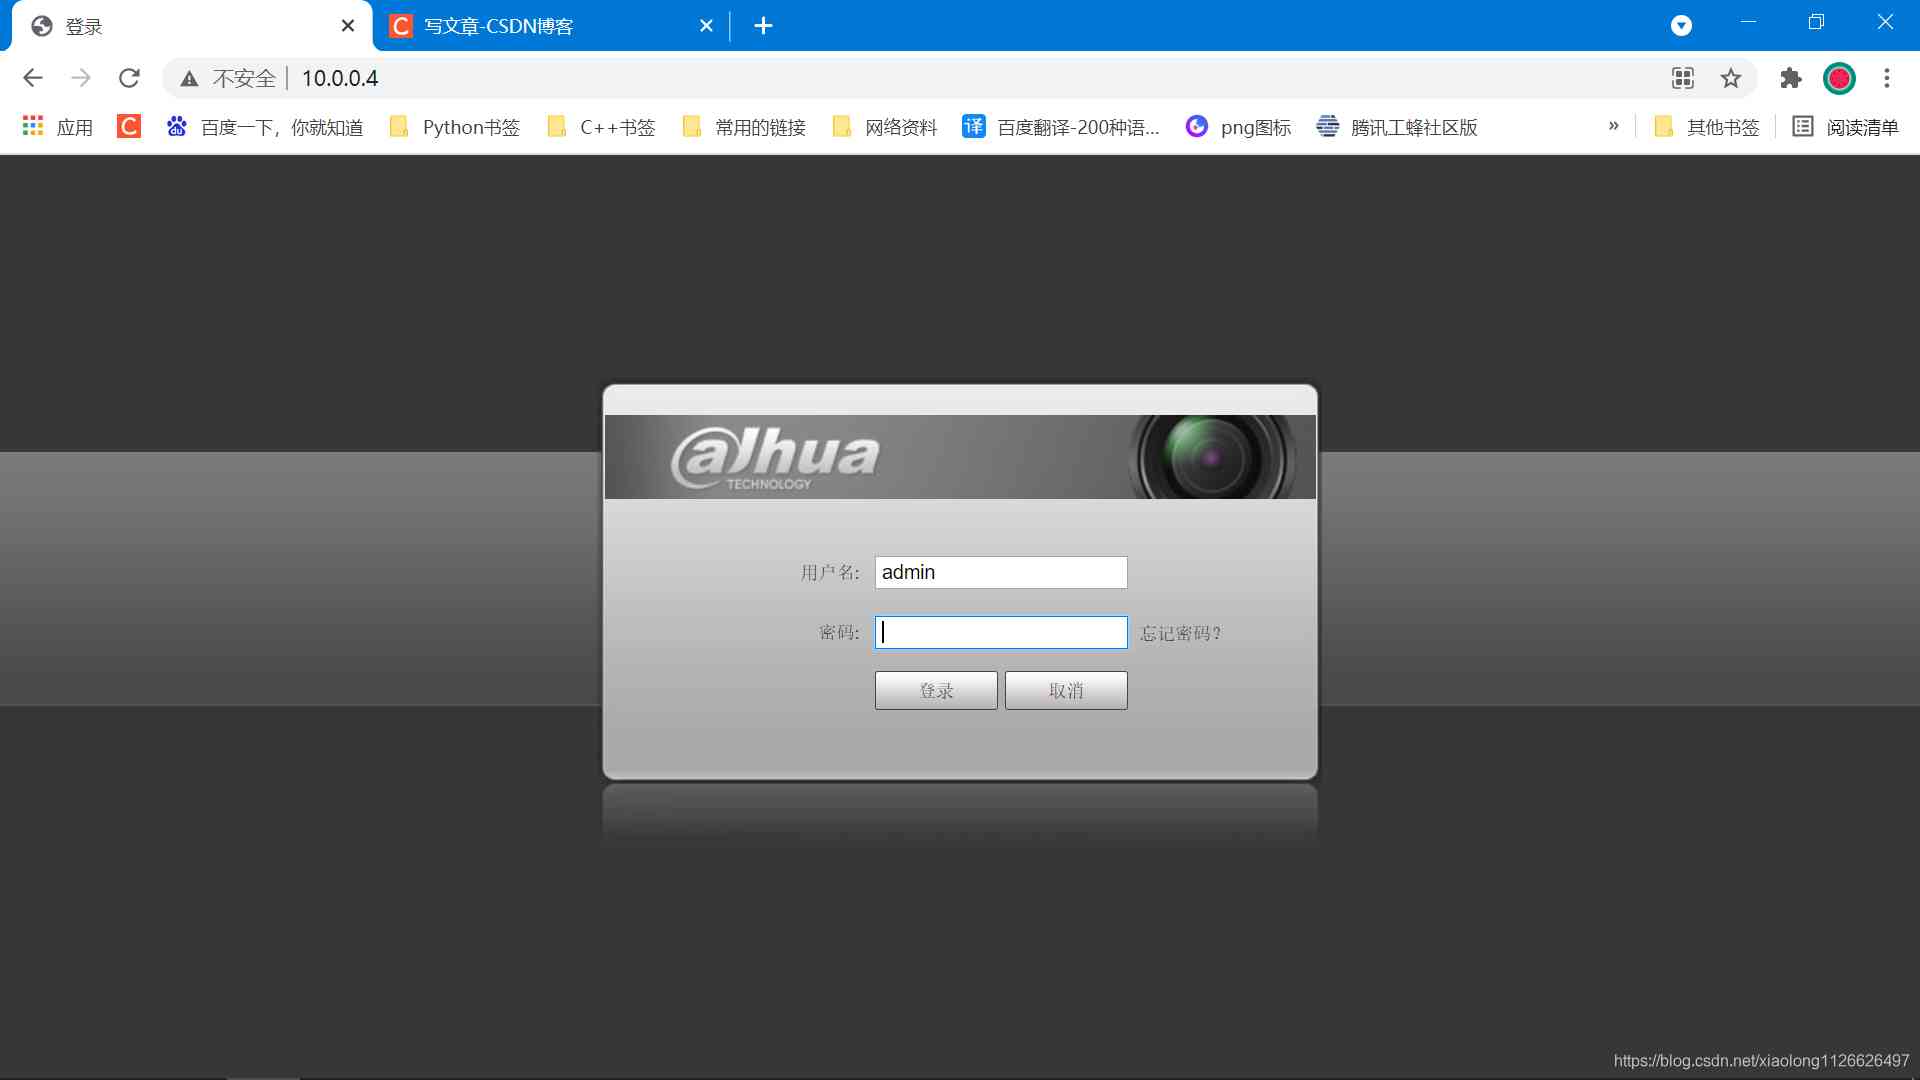 登录
写文章-CSDN博客
不安全 10.0.0.4
应用
百度一下，你就知道
Python书签
C++书签
常用的链接
网络资料
译 百度翻译-200种语...
png图标
腾讯工蜂社区版
»
其他书签
阅读清单
alhua
TECHNOLOGY
用户名: admin
密码: 忘记密码?
登录 取消
https://blog.csdn.net/xiaolong1126626497